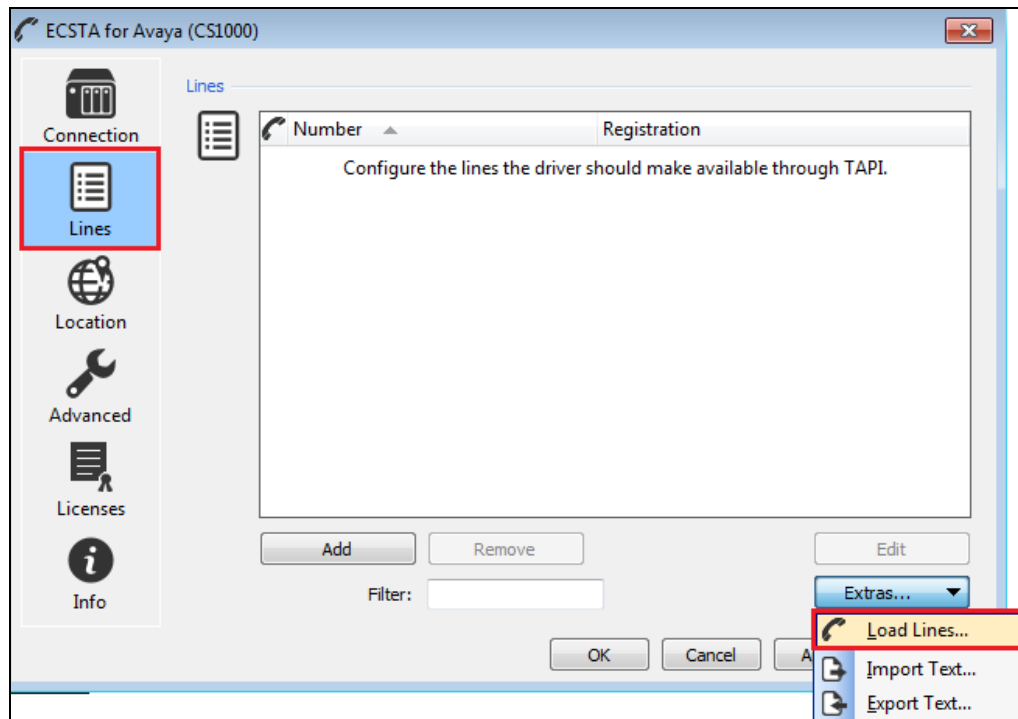 ECSTA for Avaya (CS1000)
Connection
Lines
Location
Advanced
Licenses
Info
Lines
Number
Registration
Configure the lines the driver should make available through TAPI.
Add
Remove
Edit
Filter:
Extras...
OK
Cancel
Load Lines...
Import Text...
Export Text...